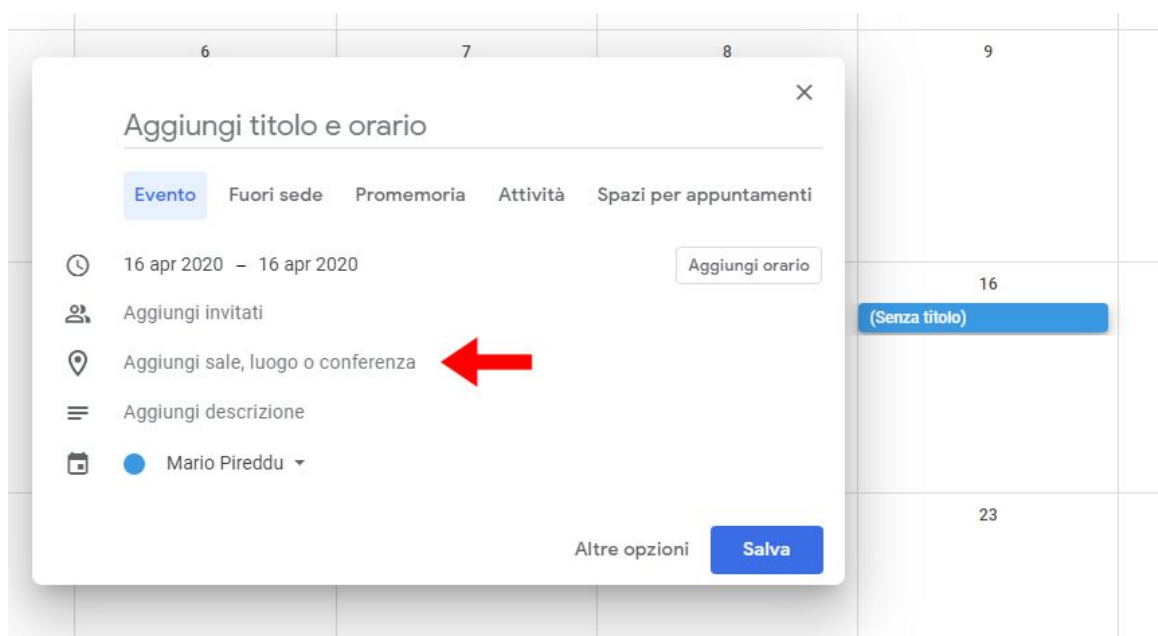 6 7 8 9
Aggiungi titolo e orario
Evento Fuori sede Promemoria Attività Spazi per appuntamenti
16 apr 2020 – 16 apr 2020 Aggiungi orario
16
Aggiungi invitati
(Senza titolo)
Aggiungi sale, luogo o conferenza
Aggiungi descrizione
Mario Pireddu
23
Altre opzioni Salva